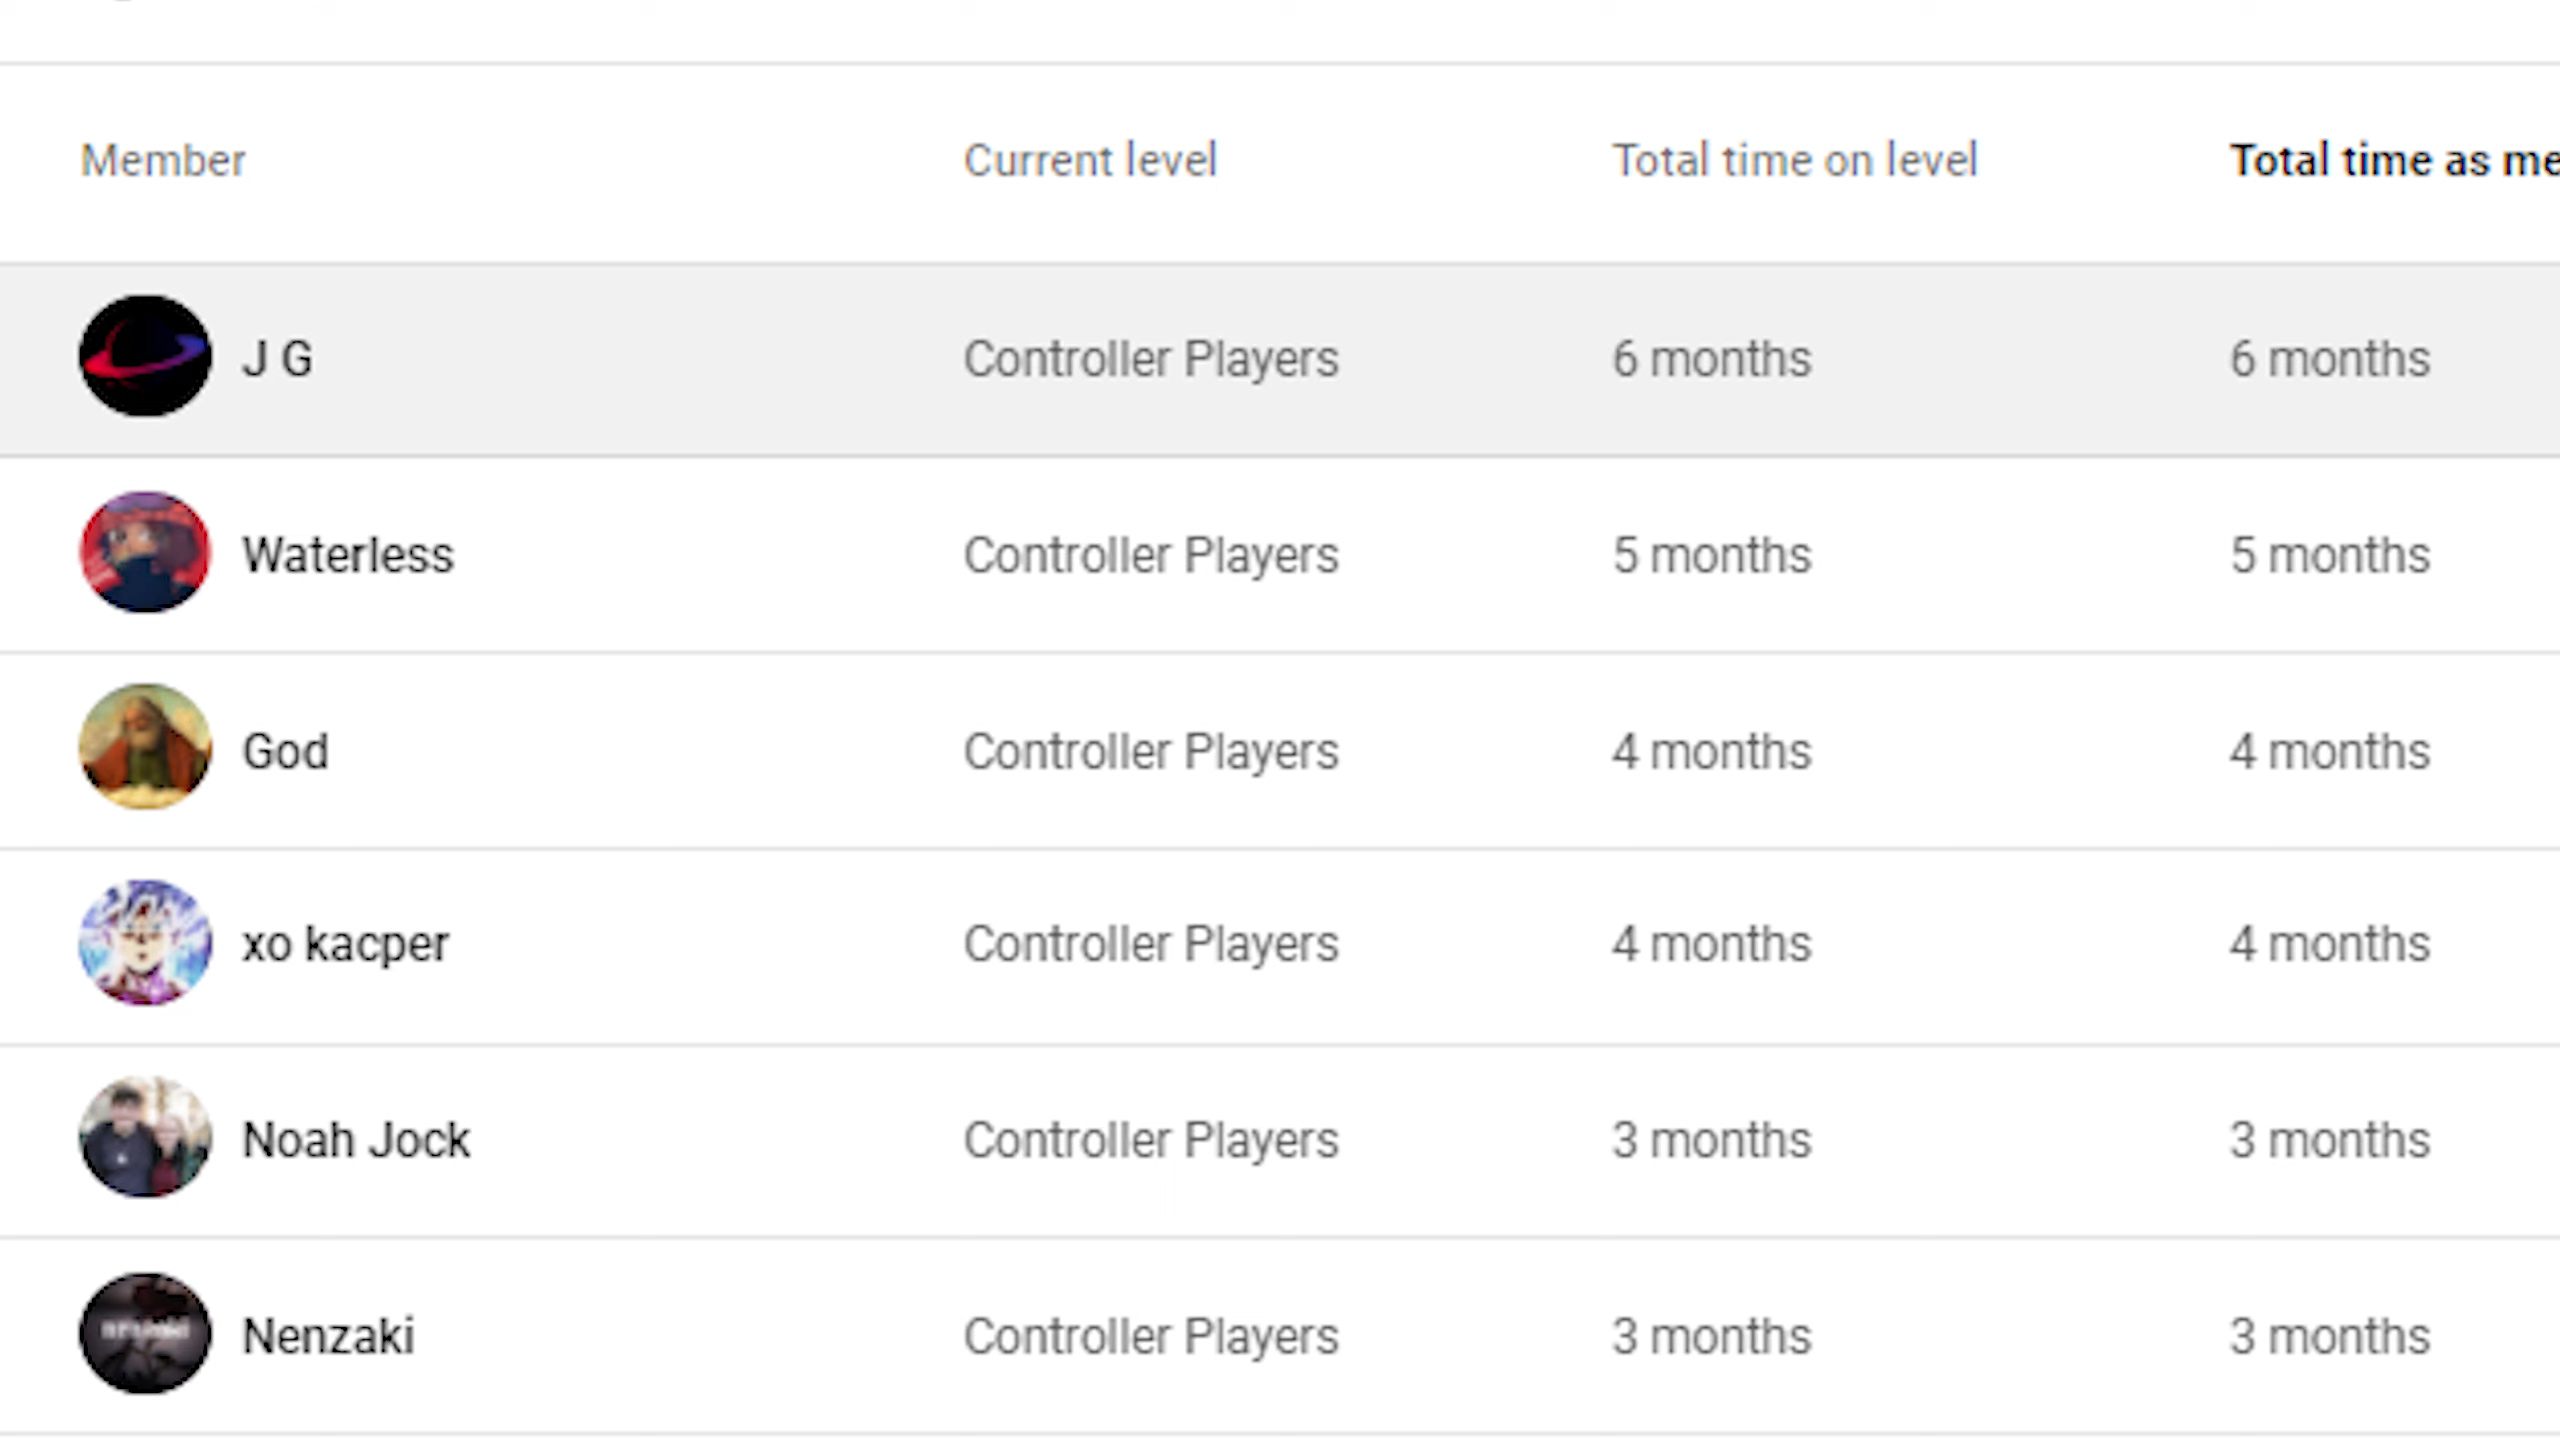 Member Current level Total time on level Total time as me
J G Controller Players 6 months 6 months
Waterless Controller Players 5 months 5 months
God Controller Players 4 months 4 months
xo kacper Controller Players 4 months 4 months
Noah Jock Controller Players 3 months 3 months
Nenzaki Controller Players 3 months 3 months